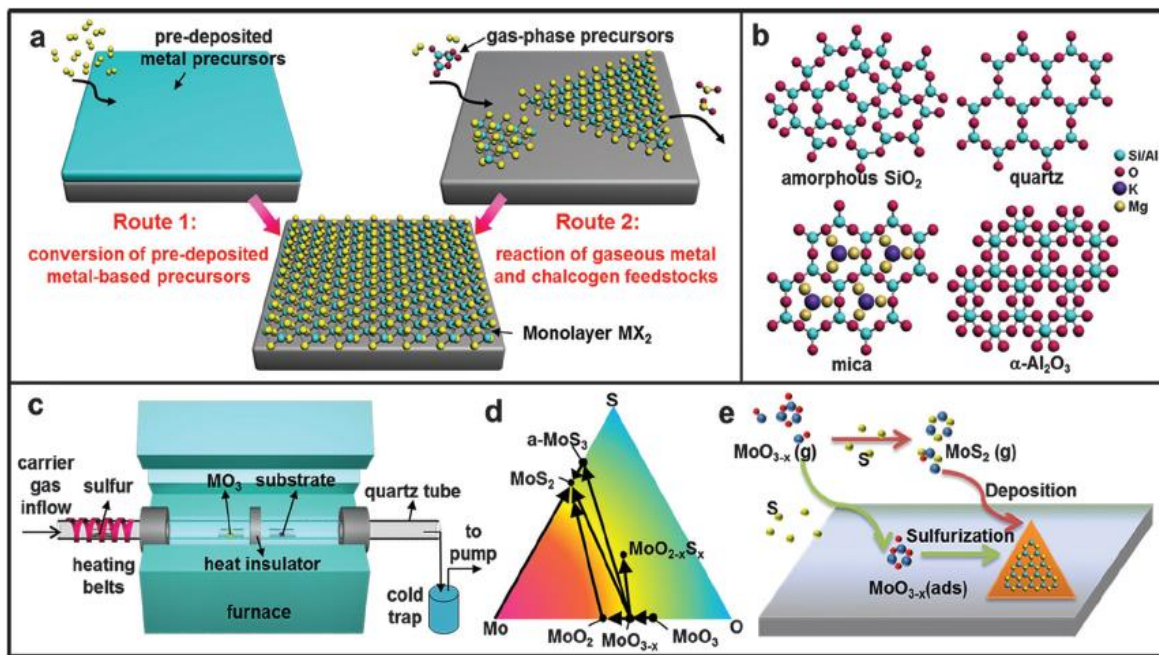 a
pre-deposited
metal precursors
gas-phase precursors
Route 1:
conversion of pre-deposited
metal-based precursors
Route 2:
reaction of gaseous metal
and chalcogen feedstocks
Monolayer MX₂
b
amorphous SiO₂
quartz
Si/Al
O
K
Mg
mica
α-Al₂O₃
c
carrier
gas
inflow
sulfur
MO₃
substrate
quartz tube
to
pump
heating
belts
heat insulator
furnace
cold
trap
d
S
a-MoS₃
MoS₂
MoO₂₋ₓSₓ
Mo
O
MoO₂
MoO₃₋ₓ
MoO₃
e
MoO₃₋ₓ (g)
S
MoS₂ (g)
Deposition
S
Sulfurization
MoO₃₋ₓ(ads)